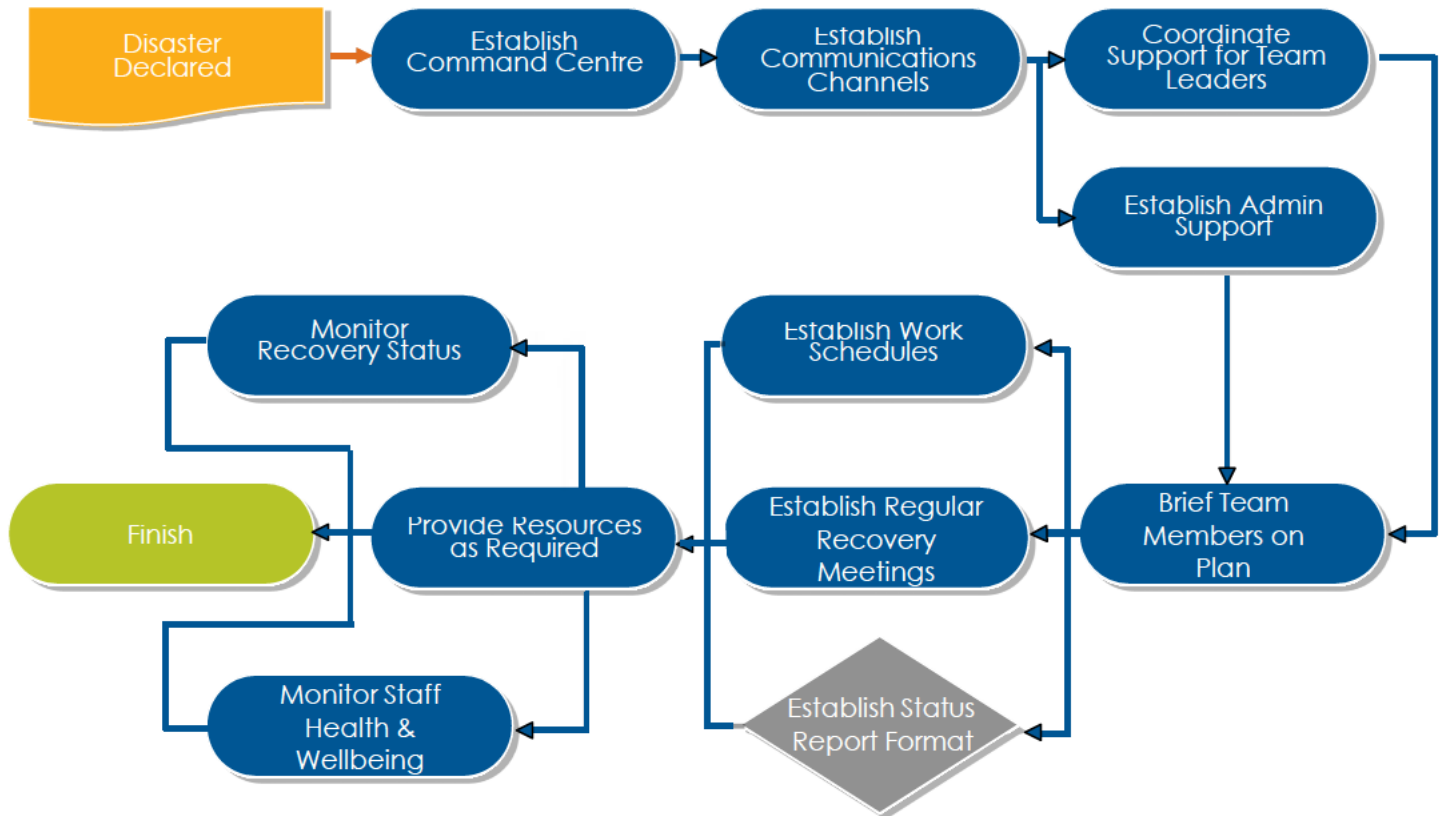 Disaster
Declared
Establish
Command Centre
Establish
Communications
Channels
Coordinate
Support for Team
Leaders
Establish Admin
Support
Monitor
Recovery Status
Establish Work
Schedules
Finish
Provide Resources
as Required
Establish Regular
Recovery
Meetings
Brief Team
Members on
Plan
Monitor Staff
Health &
Wellbeing
Establish Status
Report Format